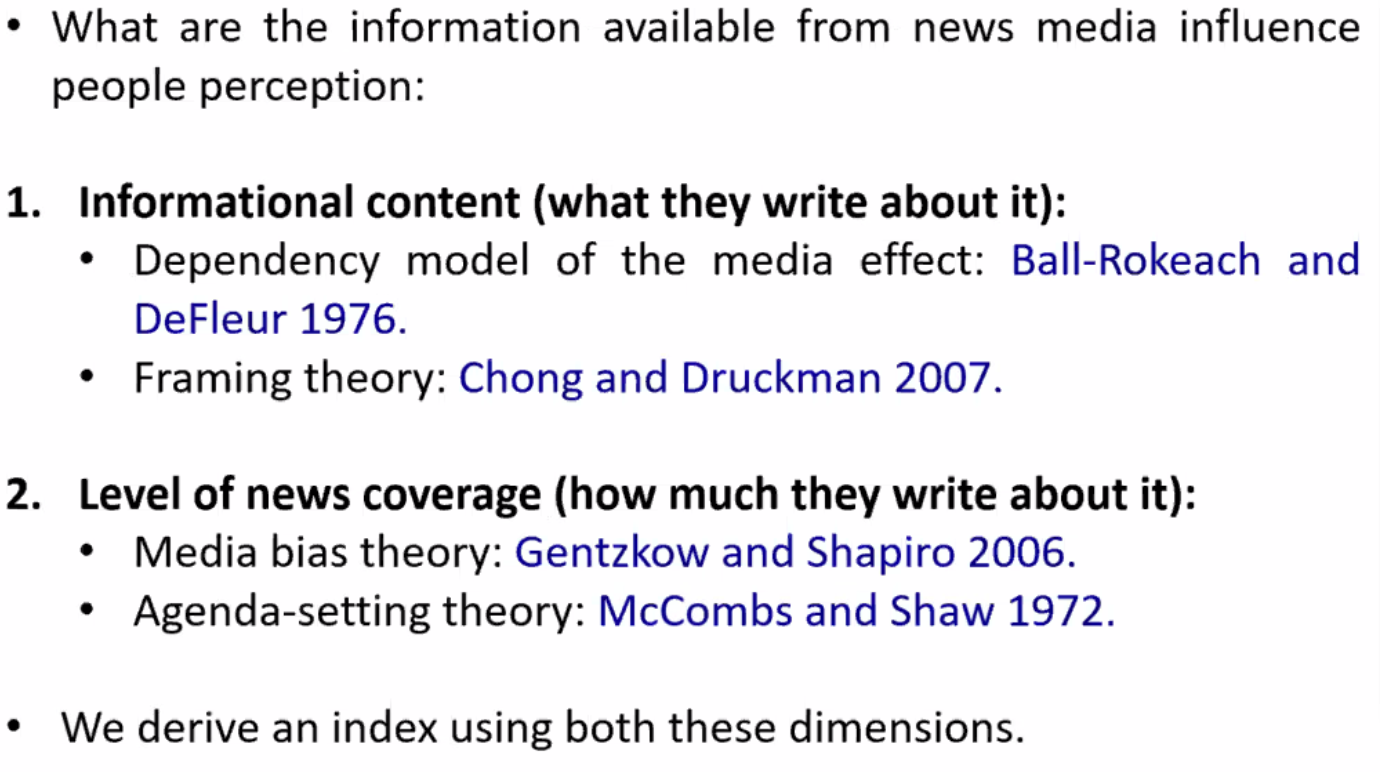 • What are the information available from news media influence
people perception:
1. Informational content (what they write about it):
• Dependency model of the media effect: Ball-Rokeach and
DeFleur 1976.
• Framing theory: Chong and Druckman 2007.
2. Level of news coverage (how much they write about it):
• Media bias theory: Gentzkow and Shapiro 2006.
• Agenda-setting theory: McCombs and Shaw 1972.
• We derive an index using both these dimensions.